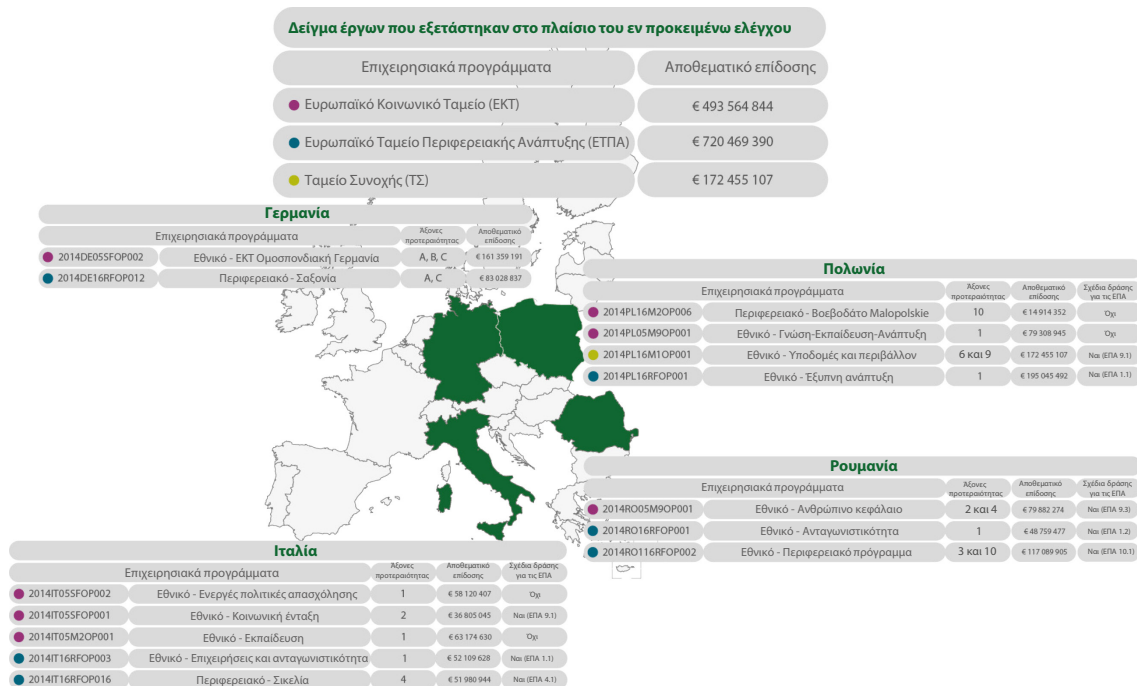 Δείγμα έργων που εξετάστηκαν στο πλαίσιο του εν προκειμένω ελέγχου
Επιχειρησιακά προγράμματα Αποθεματικό επίδοσης
Ευρωπαϊκό Κοινωνικό Ταμείο (ΕΚΤ) € 493 564 844
Ευρωπαϊκό Ταμείο Περιφερειακής Ανάπτυξης (ΕΤΠΑ) € 720 469 390
Ταμείο Συνοχής (ΤΣ) € 172 455 107
Γερμανία
Επιχειρησιακά προγράμματα Άξονες προτεραιότητας Αποθεματικό επίδοσης
2014DE05SFOP002 Εθνικό - ΕΚΤ Ομοσπονδιακή Γερμανία A, B, C € 161 359 191
2014DE16RFOP012 Περιφερειακό - Σαξονία A, C € 83 028 837
Πολωνία
Επιχειρησιακά προγράμματα Άξονες προτεραιότητας Αποθεματικό επίδοσης Σχέδια δράσης για τις ΕΠΑ
2014PL16M2OP006 Περιφερειακό - Βοεβοδάτο Malopolskie 10 € 14 914 352 Όχι
2014PL05M9OP001 Εθνικό - Γνώση-Εκπαίδευση-Ανάπτυξη 1 € 79 308 945 Όχι
2014PL16M1OP001 Εθνικό - Υποδομές και περιβάλλον 6 και 9 € 172 455 107 Ναι (ΕΠΑ 9.1)
2014PL16RFOP001 Εθνικό - Έξυπνη ανάπτυξη 1 € 195 045 492 Ναι (ΕΠΑ 1.1)
Ρουμανία
Επιχειρησιακά προγράμματα Άξονες προτεραιότητας Αποθεματικό επίδοσης Σχέδια δράσης για τις ΕΠΑ
2014RO05M9OP001 Εθνικό - Ανθρώπινο κεφάλαιο 2 και 4 € 79 882 274 Ναι (ΕΠΑ 9.3)
2014RO16RFOP001 Εθνικό - Ανταγωνιστικότητα 1 € 48 759 477 Ναι (ΕΠΑ 1.2)
2014RO116RFOP002 Εθνικό - Περιφερειακό πρόγραμμα 3 και 10 € 117 089 905 Ναι (ΕΠΑ 10.1)
Ιταλία
Επιχειρησιακά προγράμματα Άξονες προτεραιότητας Αποθεματικό επίδοσης Σχέδια δράσης για τις ΕΠΑ
2014IT05SFOP002 Εθνικό - Ενεργές πολιτικές απασχόλησης 1 € 58 120 407 Όχι
2014IT05SFOP001 Εθνικό - Κοινωνική ένταξη 2 € 36 805 045 Ναι (ΕΠΑ 9.1)
2014IT05M2OP001 Εθνικό - Εκπαίδευση 1 € 63 174 630 Όχι
2014IT16RFOP003 Εθνικό - Επιχειρήσεις και ανταγωνιστικότητα 1 € 52 109 628 Ναι (ΕΠΑ 1.1)
2014IT16RFOP016 Περιφερειακό - Σικελία 4 € 51 980 944 Ναι (ΕΠΑ 4.1)